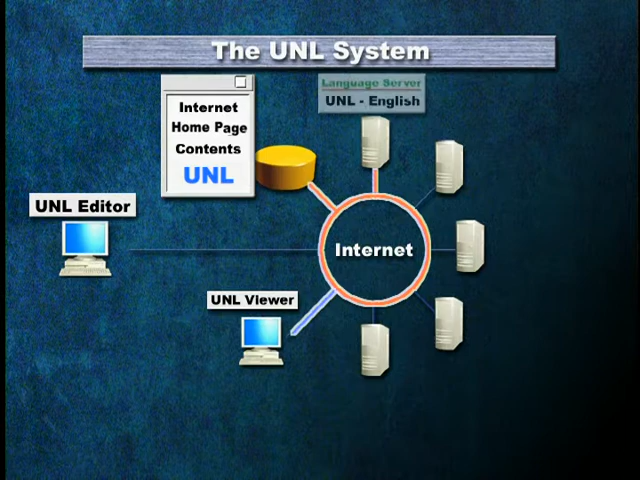 The UNL System
Language Server
UNL - English
Internet
Home Page
Contents
UNL
UNL Editor
Internet
UNL Viewer